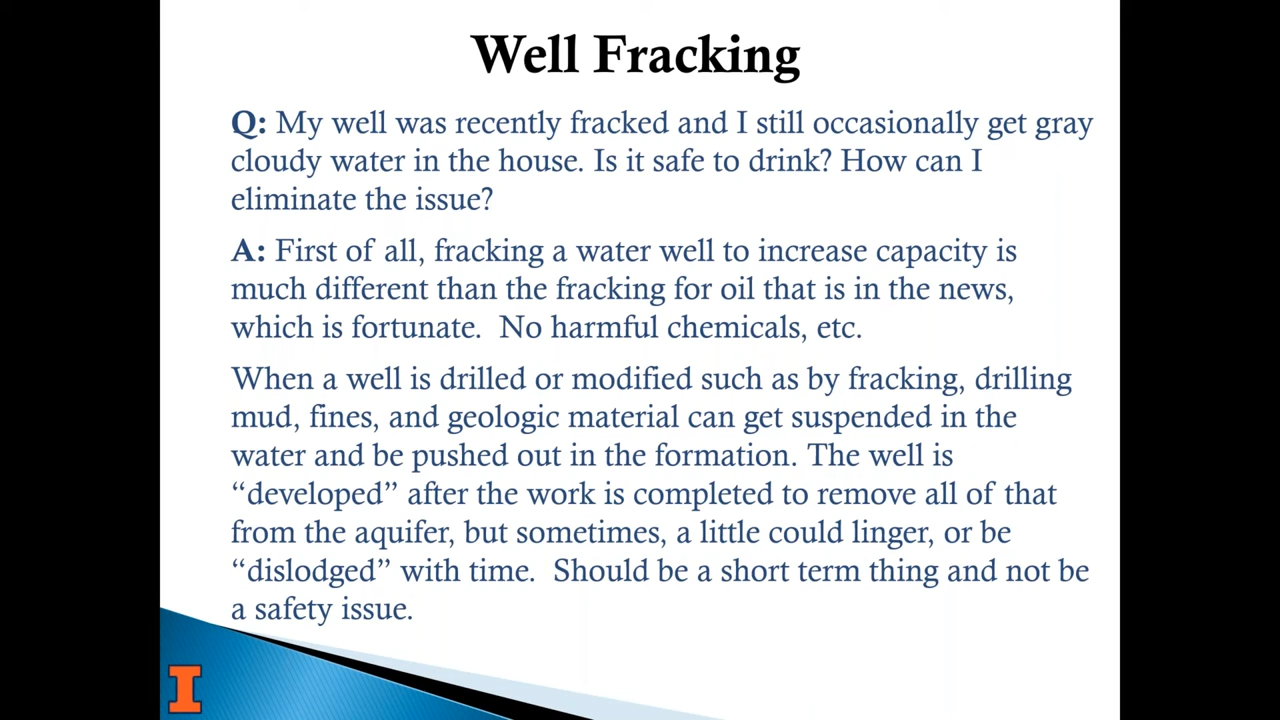 Well Fracking
Q: My well was recently fracked and I still occasionally get gray
cloudy water in the house. Is it safe to drink? How can I
eliminate the issue?
A: First of all, fracking a water well to increase capacity is
much different than the fracking for oil that is in the news,
which is fortunate.  No harmful chemicals, etc.
When a well is drilled or modified such as by fracking, drilling
mud, fines, and geologic material can get suspended in the
water and be pushed out in the formation. The well is
“developed” after the work is completed to remove all of that
from the aquifer, but sometimes, a little could linger, or be
“dislodged” with time.  Should be a short term thing and not be
a safety issue.
I